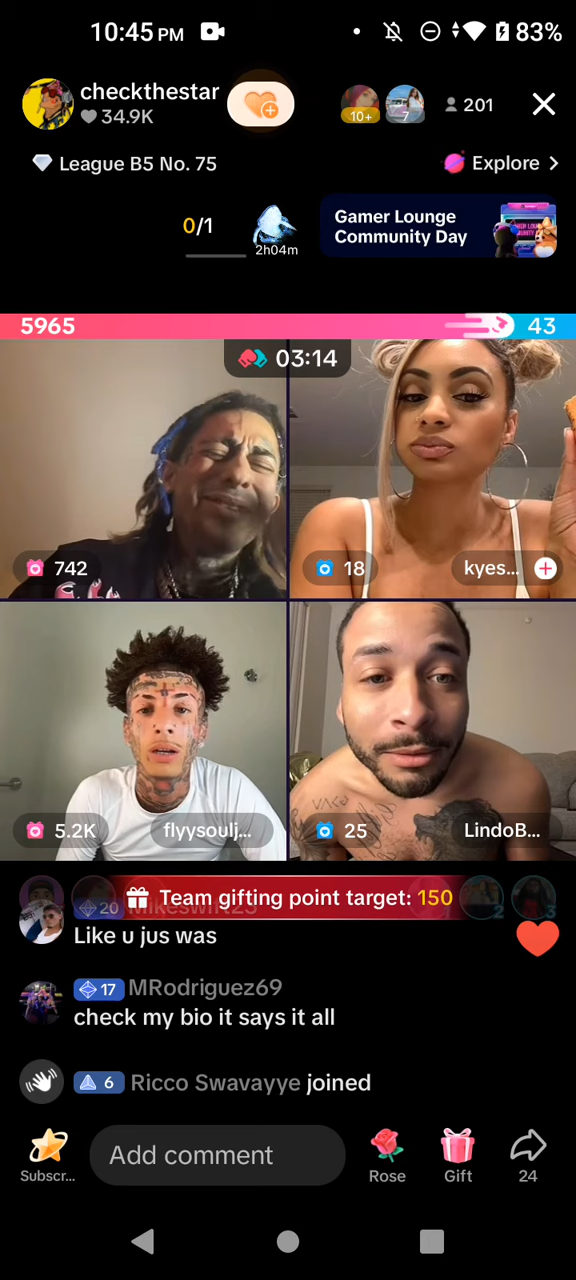 10:45 PM
83%
checkthestar
34.9K
10+
7
201
League B5 No. 75
Explore
0/1
2h04m
Gamer Lounge
Community Day
5965
43
03:14
742
18
kyes...
5.2K
flyysoulj...
25
LindoB...
Team gifting point target: 150
20 Mikeswift23
2
3
Like u jus was
17 MRodriguez69
check my bio it says it all
6 Ricco Swavayye joined
Subscr...
Add comment
Rose
Gift
24